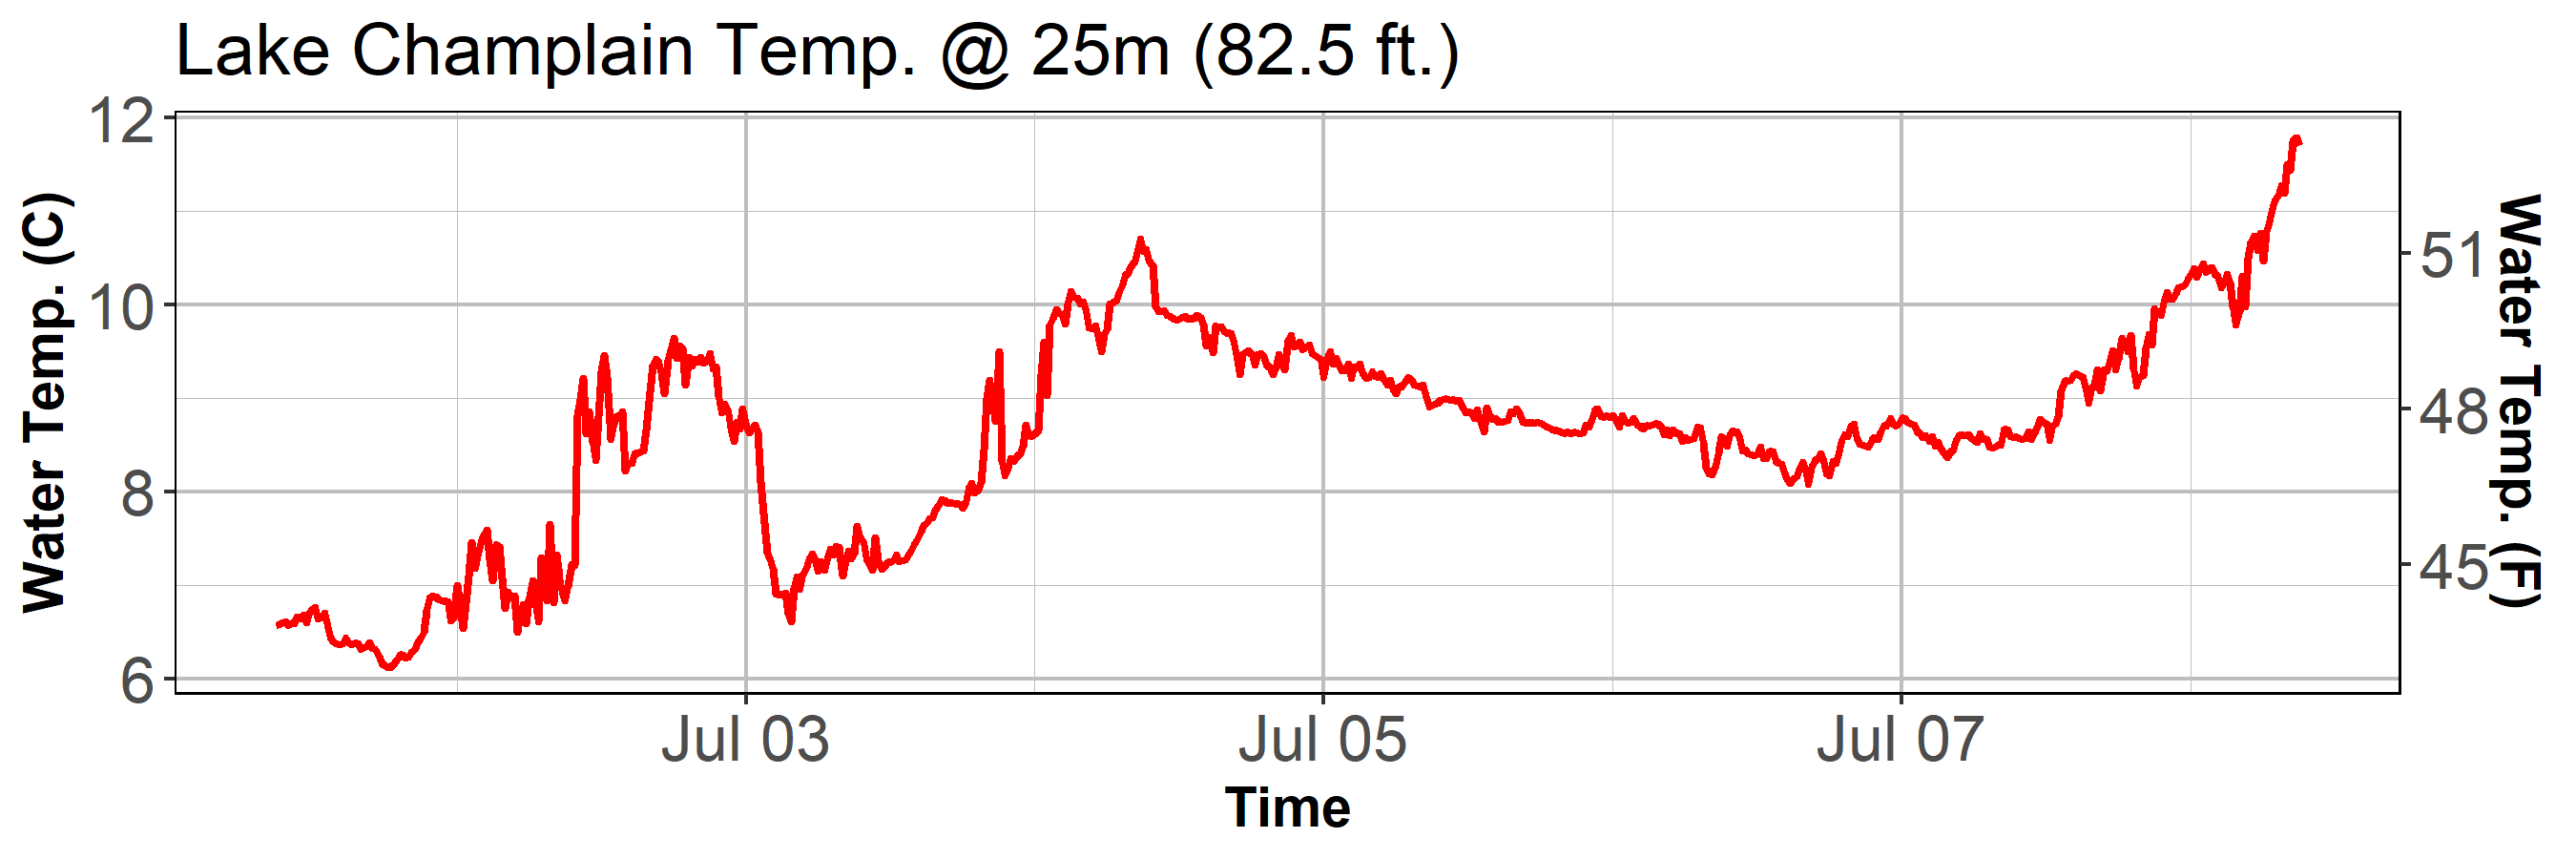 Lake Champlain Temp. @ 25m (82.5 ft.)
Water Temp. (C)
12
10
8
6
51
48
45
Water Temp. (F)
Jul 03 Jul 05 Jul 07
Time